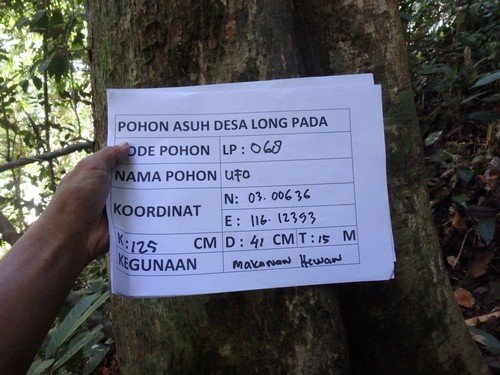 POHON ASUH DESA LONG PADA
ODE POHON LP : 068
NAMA POHON UFO
KOORDINAT N: 03.00636
E: 116.12393
K: 125 CM D: 41 CM T: 15 M
KEGUNAAN MAKANAN HEWAN